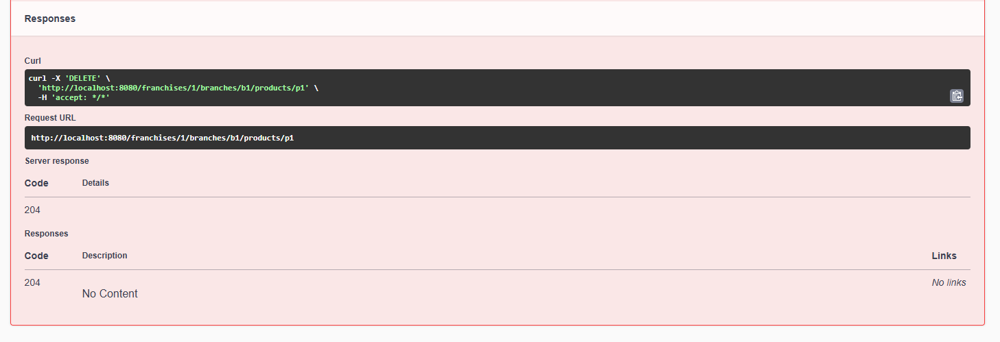 Responses
Curl
curl -X 'DELETE' \
  'http://localhost:8080/franchises/1/branches/b1/products/p1' \
  -H 'accept: */*'
Request URL
http://localhost:8080/franchises/1/branches/b1/products/p1
Server response
Code Details
204
Responses
Code Description Links
204 No links
No Content